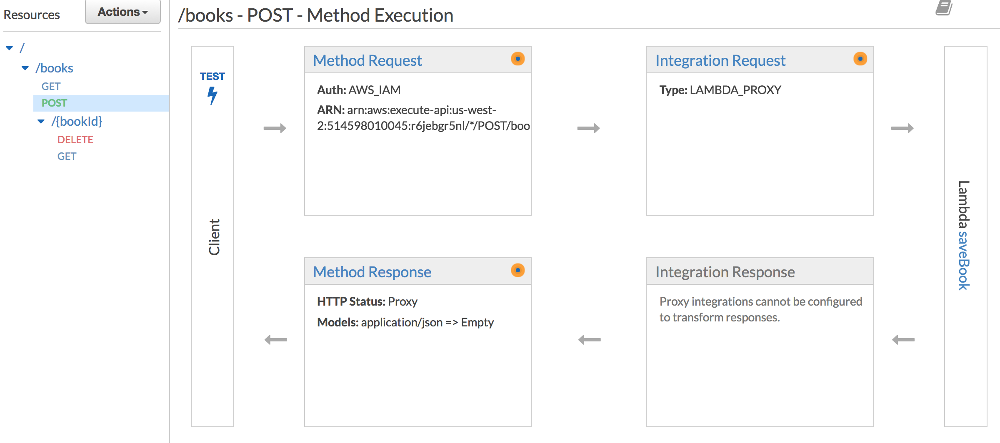 Resources
Actions
/
/books
GET
POST
/{bookId}
DELETE
GET
/books - POST - Method Execution
TEST
Client
Method Request
Auth: AWS_IAM
ARN: arn:aws:execute-api:us-west-
2:514598010045:r6jebgr5nl/*/POST/boo
Integration Request
Type: LAMBDA_PROXY
Lambda saveBook
Method Response
HTTP Status: Proxy
Models: application/json => Empty
Integration Response
Proxy integrations cannot be configured
to transform responses.